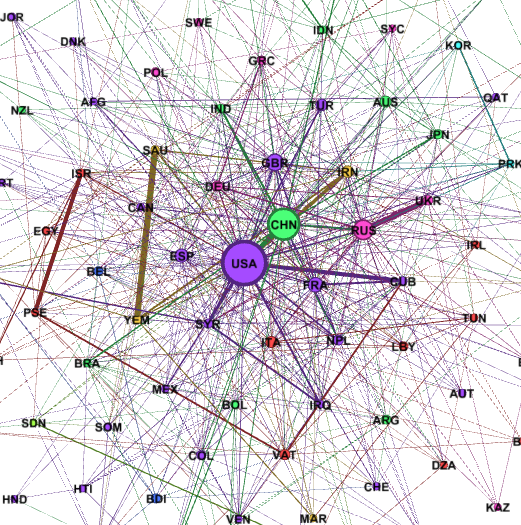 JOR
SWE
IDN
SYC
DNK
KOR
GRC
POL
AFG
IND
TUR
AUS
QAT
NZL
JPN
SAU
GBR
PRK
ISR
IRN
RT
DEU
CAN
UKR
EGY
CHN
RUS
IRL
ESP
USA
BEL
FRA
CUB
PSE
YEM
SYR
TUN
ITA
NPL
LBY
BRA
MEX
AUT
BOL
IRQ
SDN
SOM
ARG
COL
VAT
DZA
HTI
CHE
HND
BDI
KAZ
VEN
MAR